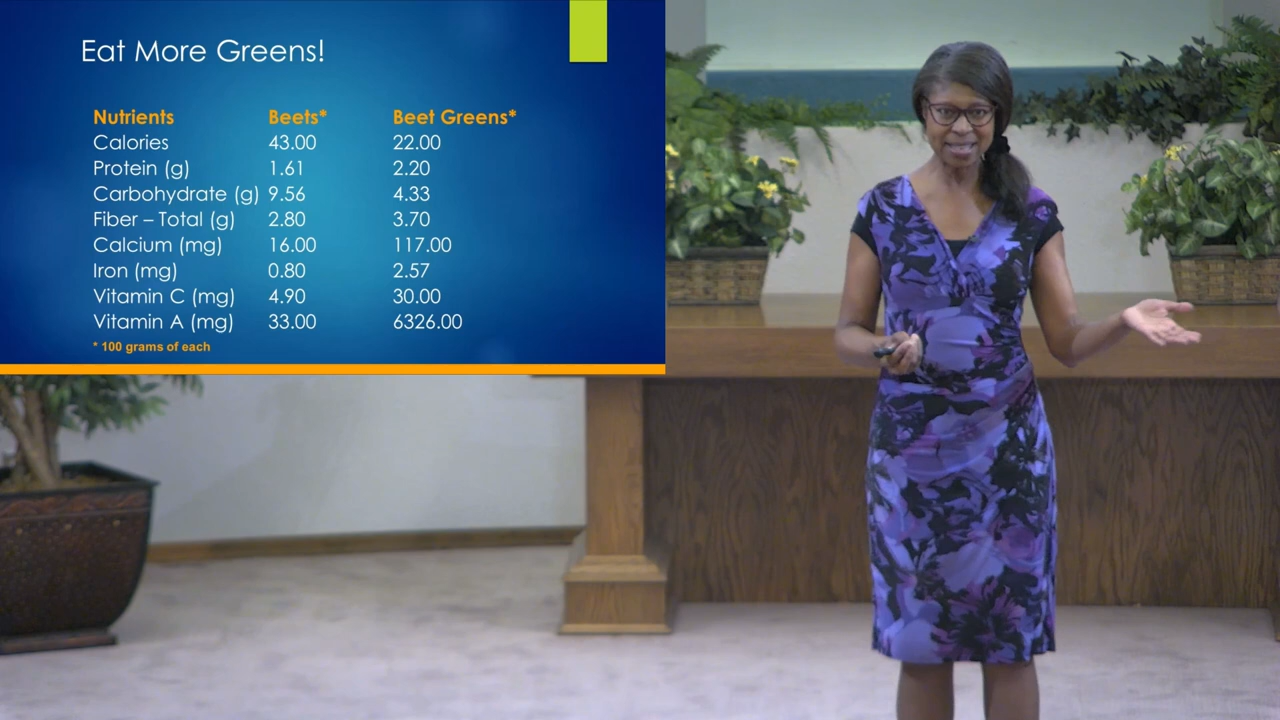 Eat More Greens!
Nutrients Beets* Beet Greens*
Calories 43.00 22.00
Protein (g) 1.61 2.20
Carbohydrate (g) 9.56 4.33
Fiber – Total (g) 2.80 3.70
Calcium (mg) 16.00 117.00
Iron (mg) 0.80 2.57
Vitamin C (mg) 4.90 30.00
Vitamin A (mg) 33.00 6326.00
* 100 grams of each